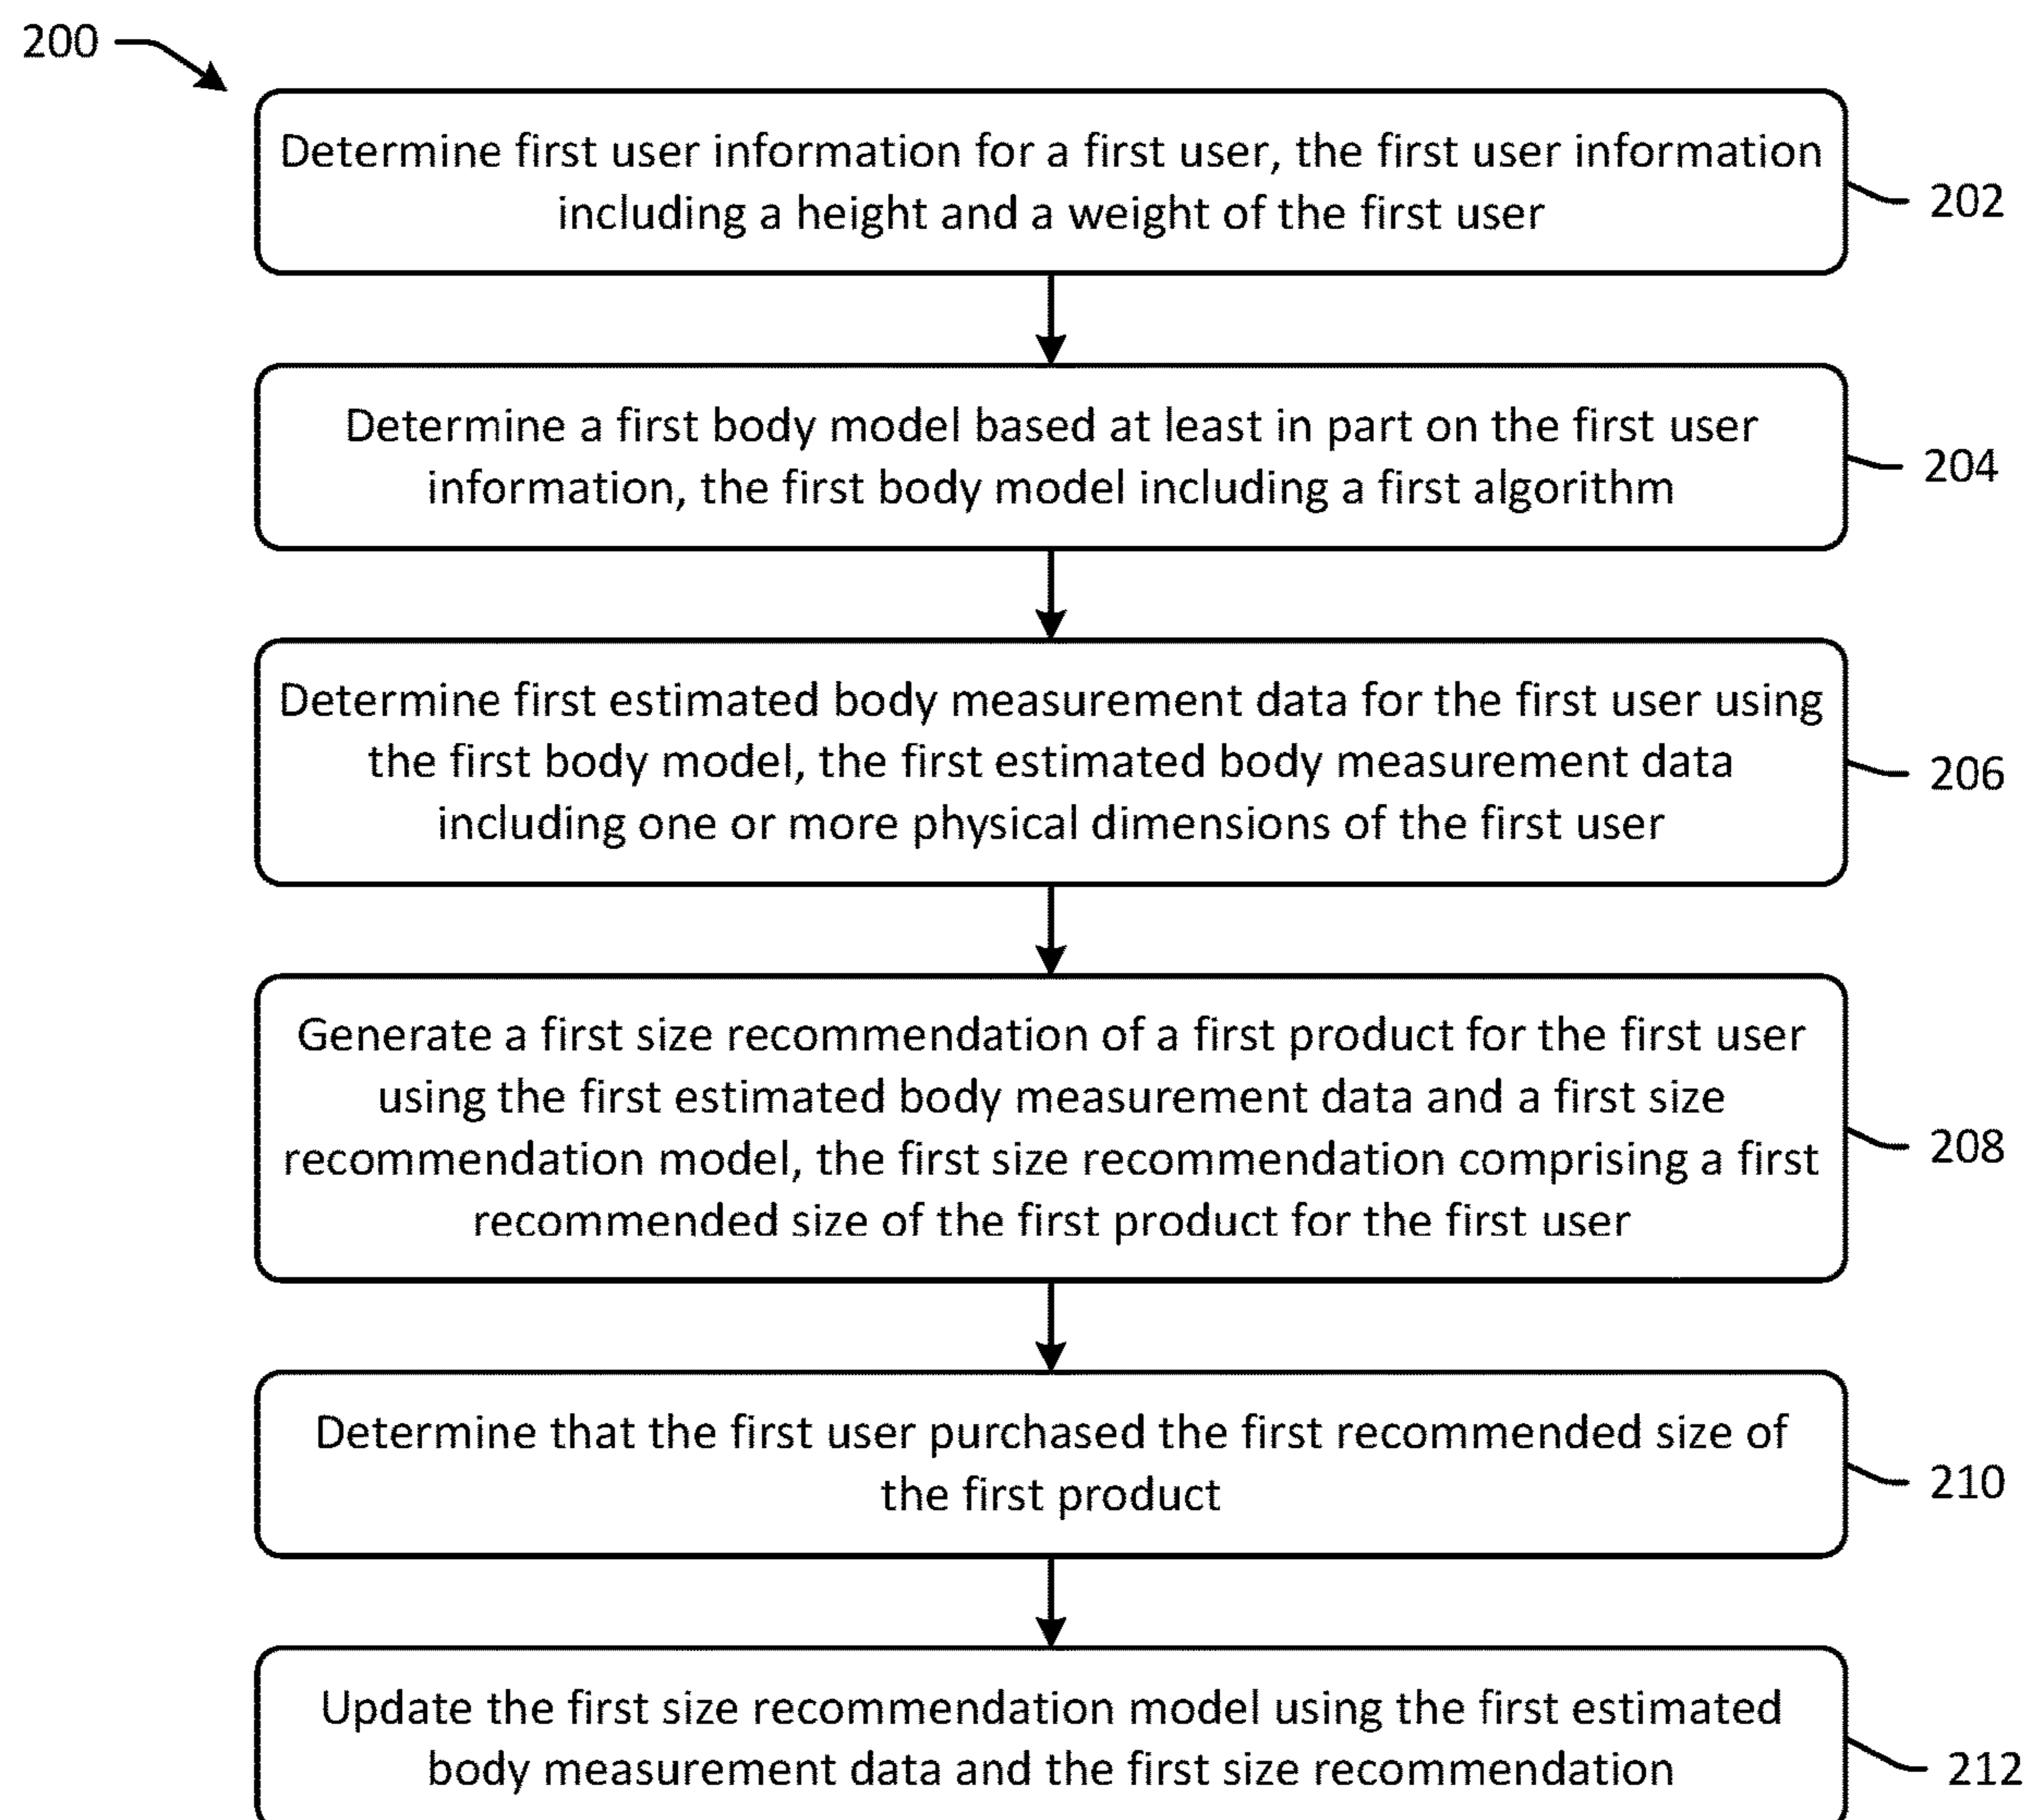 200
Determine first user information for a first user, the first user information
including a height and a weight of the first user
202
Determine a first body model based at least in part on the first user
information, the first body model including a first algorithm
204
Determine first estimated body measurement data for the first user using
the first body model, the first estimated body measurement data
including one or more physical dimensions of the first user
206
Generate a first size recommendation of a first product for the first user
using the first estimated body measurement data and a first size
recommendation model, the first size recommendation comprising a first
recommended size of the first product for the first user
208
Determine that the first user purchased the first recommended size of
the first product
210
Update the first size recommendation model using the first estimated
body measurement data and the first size recommendation
212